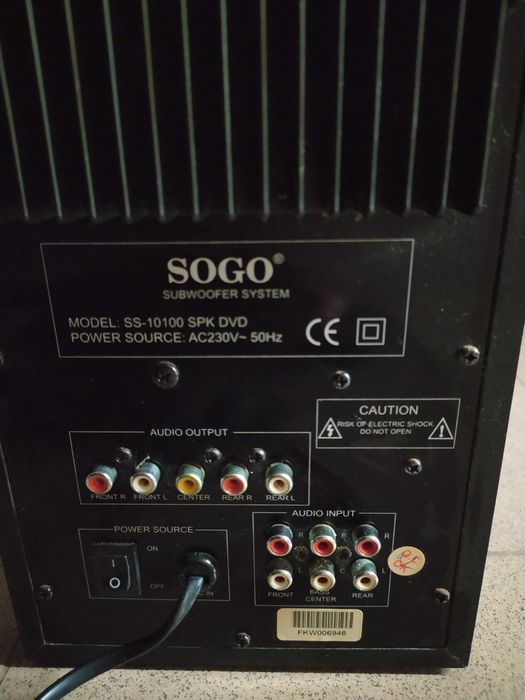 SOGO®
SUBWOOFER SYSTEM
MODEL: SS-10100 SPK DVD
POWER SOURCE: AC230V~ 50Hz
CE
CAUTION
RISK OF ELECTRIC SHOCK
DO NOT OPEN
AUDIO OUTPUT
FRONT R FRONT L CENTER REAR R REAR L
POWER SOURCE
ON
OFF
C IN
AUDIO INPUT
R B R
L C L
FRONT BASS CENTER REAR
FKW006948